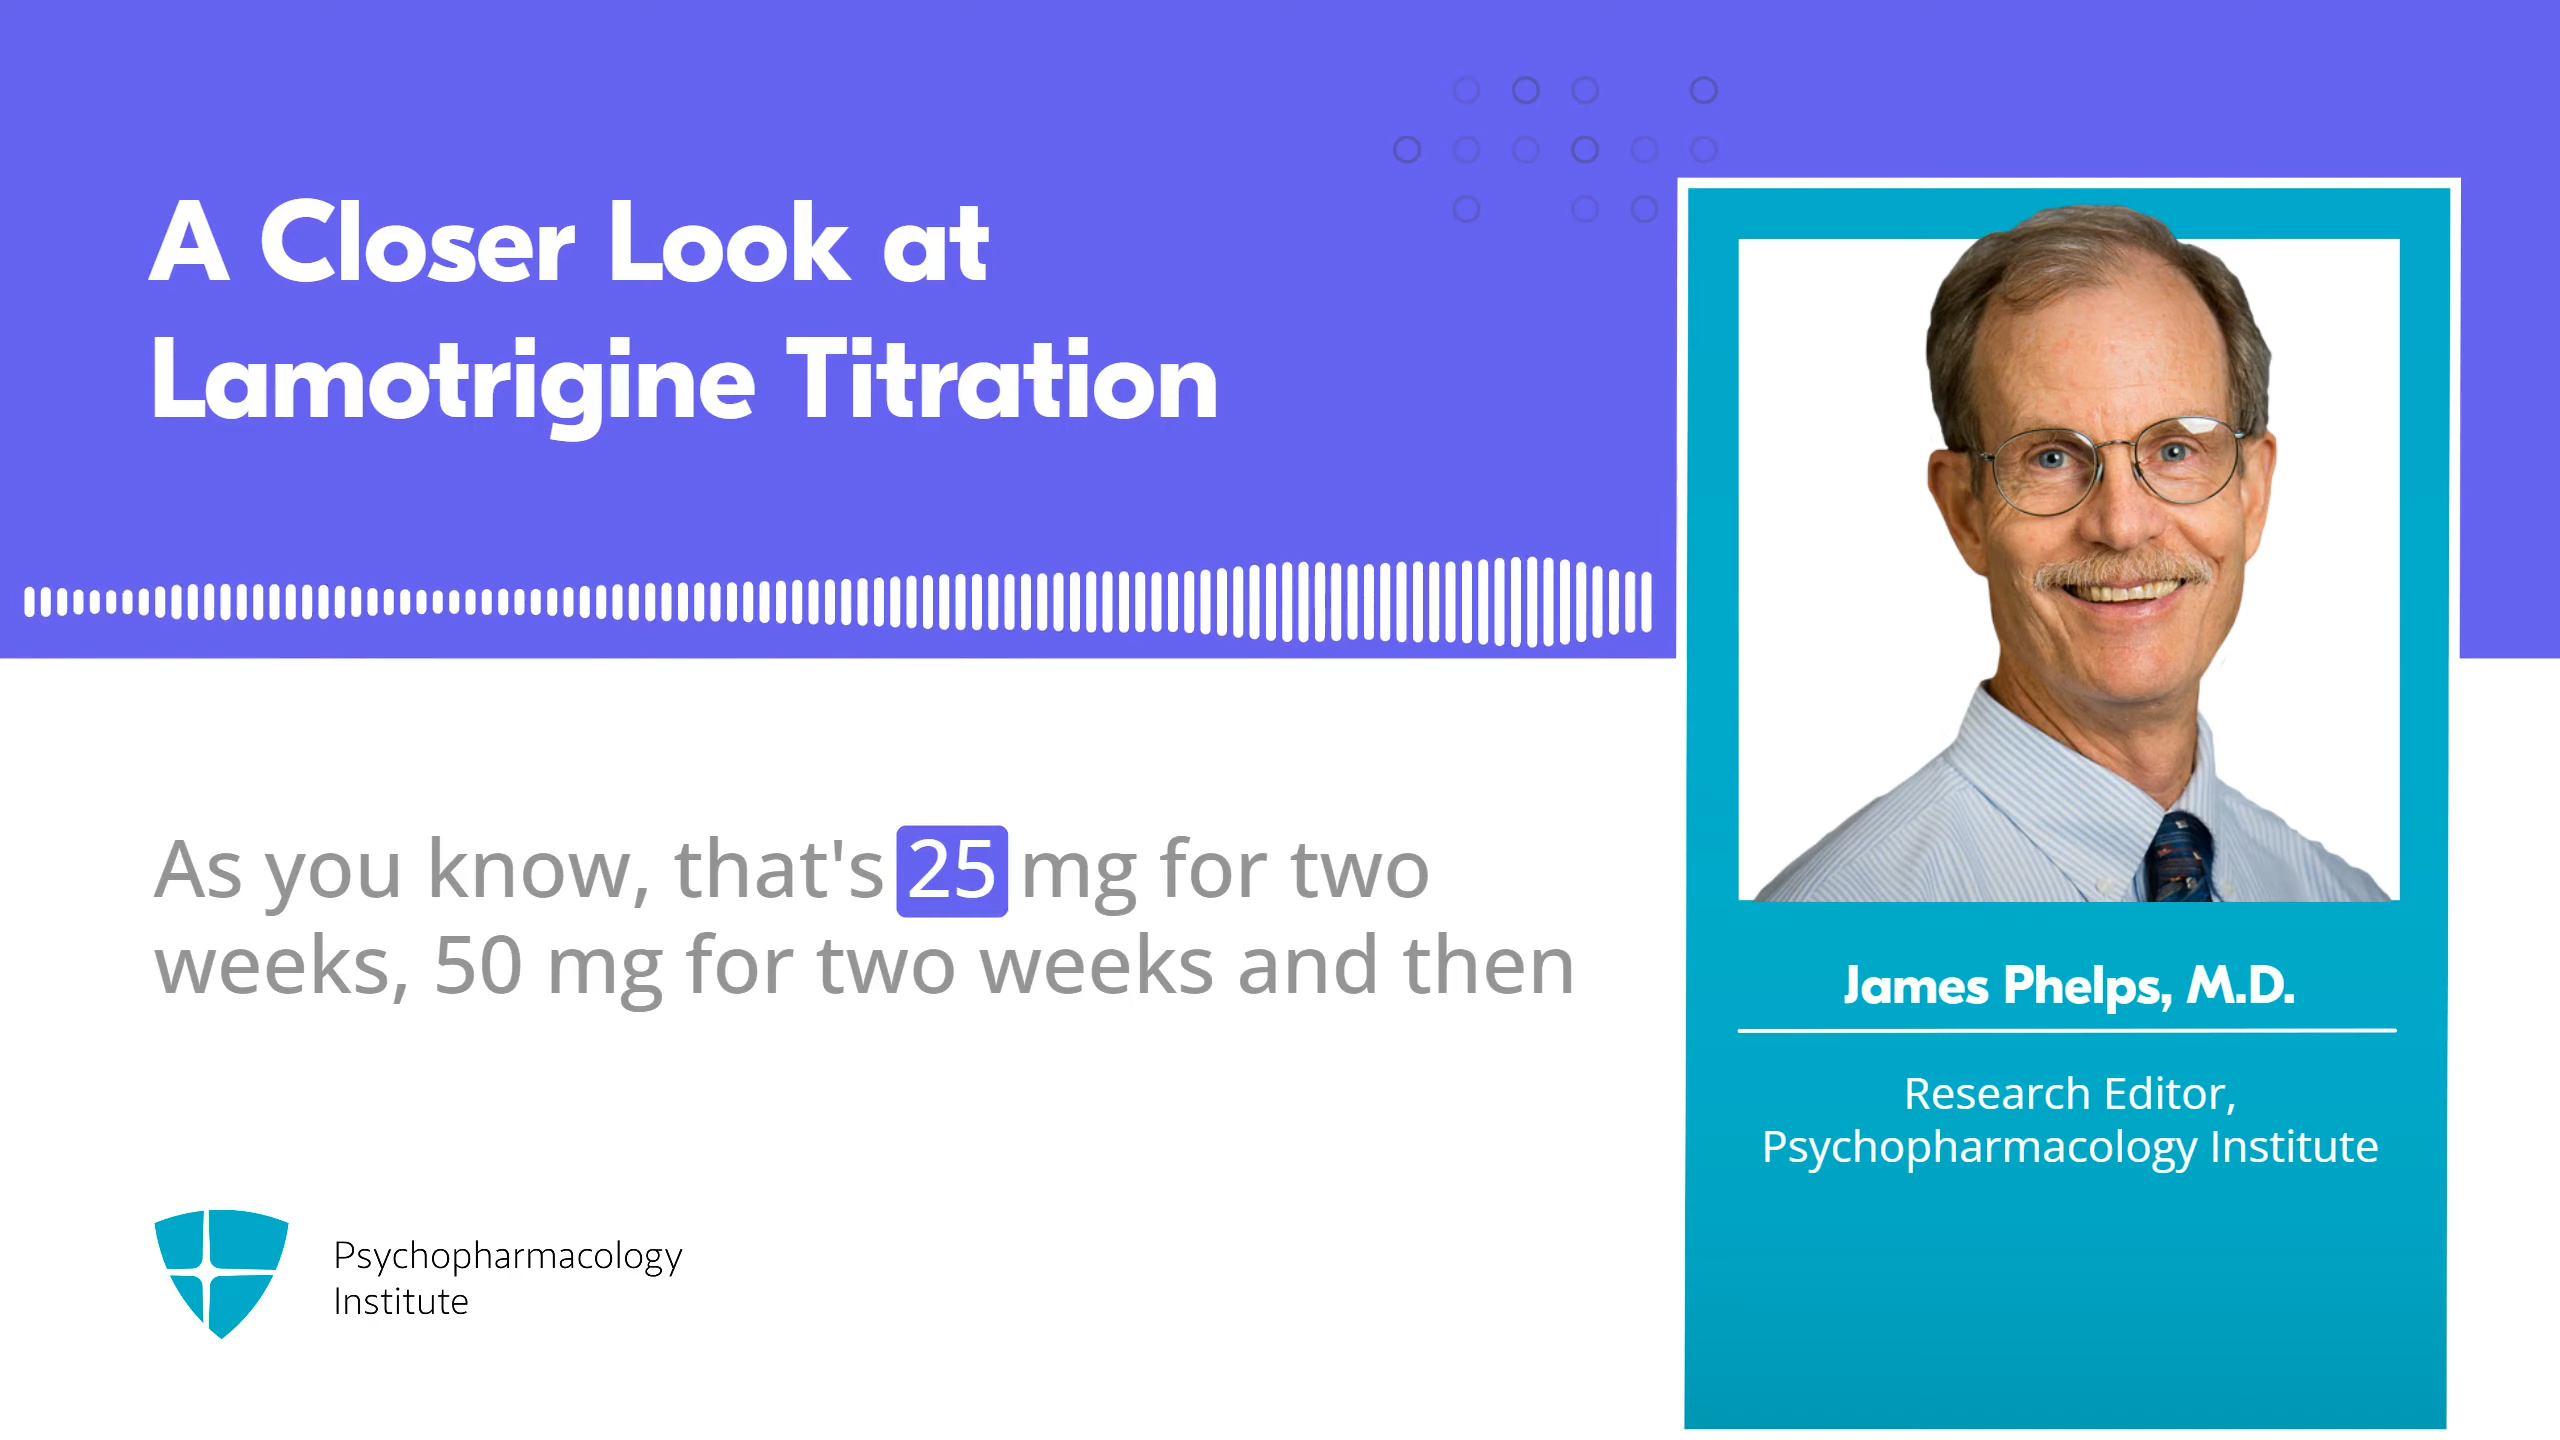 A Closer Look at
Lamotrigine Titration
As you know, that's 25 mg for two
weeks, 50 mg for two weeks and then
Psychopharmacology
Institute
James Phelps, M.D.
Research Editor,
Psychopharmacology Institute